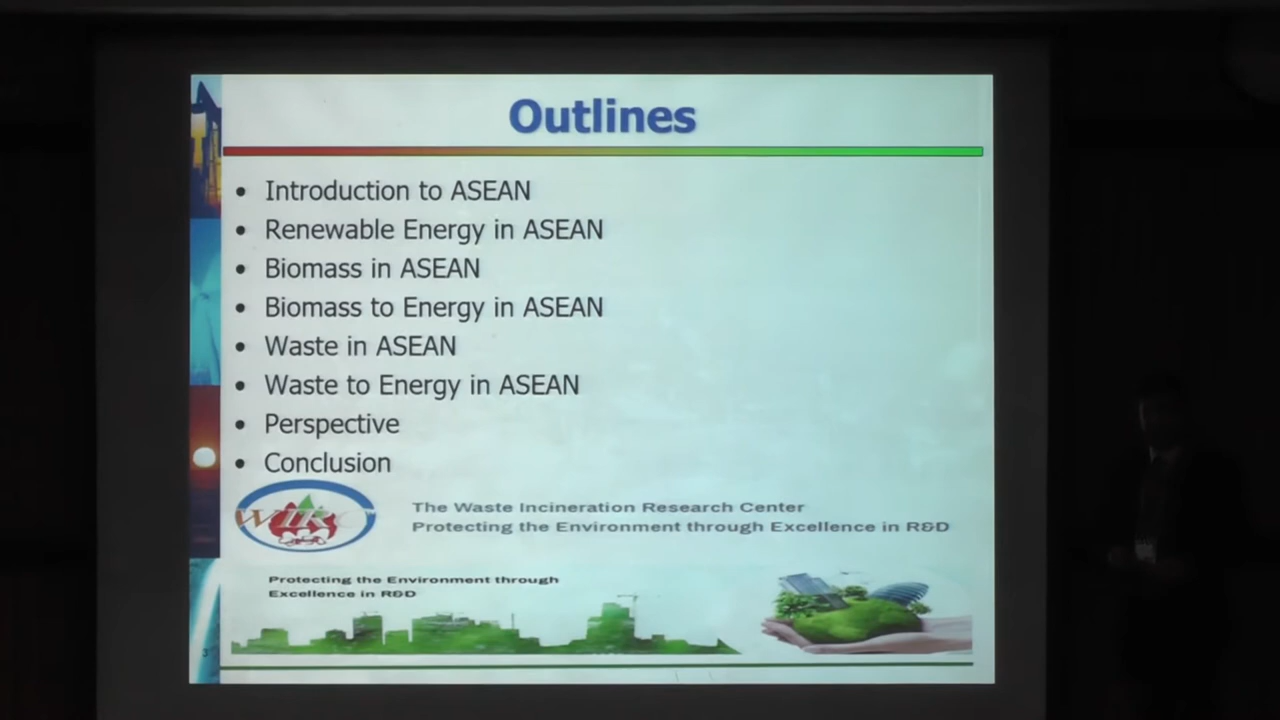 Outlines
• Introduction to ASEAN
• Renewable Energy in ASEAN
• Biomass in ASEAN
• Biomass to Energy in ASEAN
• Waste in ASEAN
• Waste to Energy in ASEAN
• Perspective
• Conclusion
WIRC
The Waste Incineration Research Center
Protecting the Environment through Excellence in R&D
Protecting the Environment through
Excellence in R&D
3